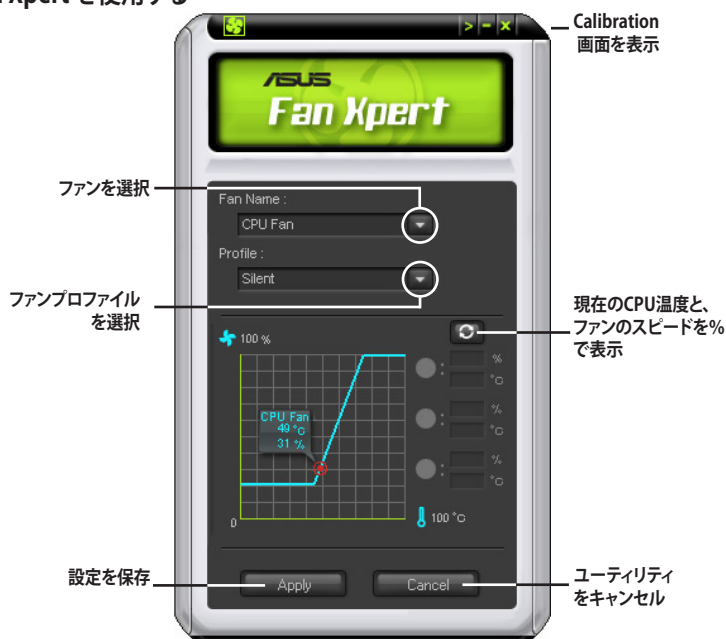 Xpert を使用する
Calibration
画面を表示
/SUS
Fan Xpert
ファンを選択
Fan Name :
CPU Fan
Profile :
Silent
ファンプロファイル
を選択
現在のCPU温度と、
ファンのスピードを%
で表示
100 %
: %
°C
CPU Fan
49 °C
31 %
: %
°C
: %
°C
0
100 °C
設定を保存
Apply
Cancel
ユーティリティ
をキャンセル